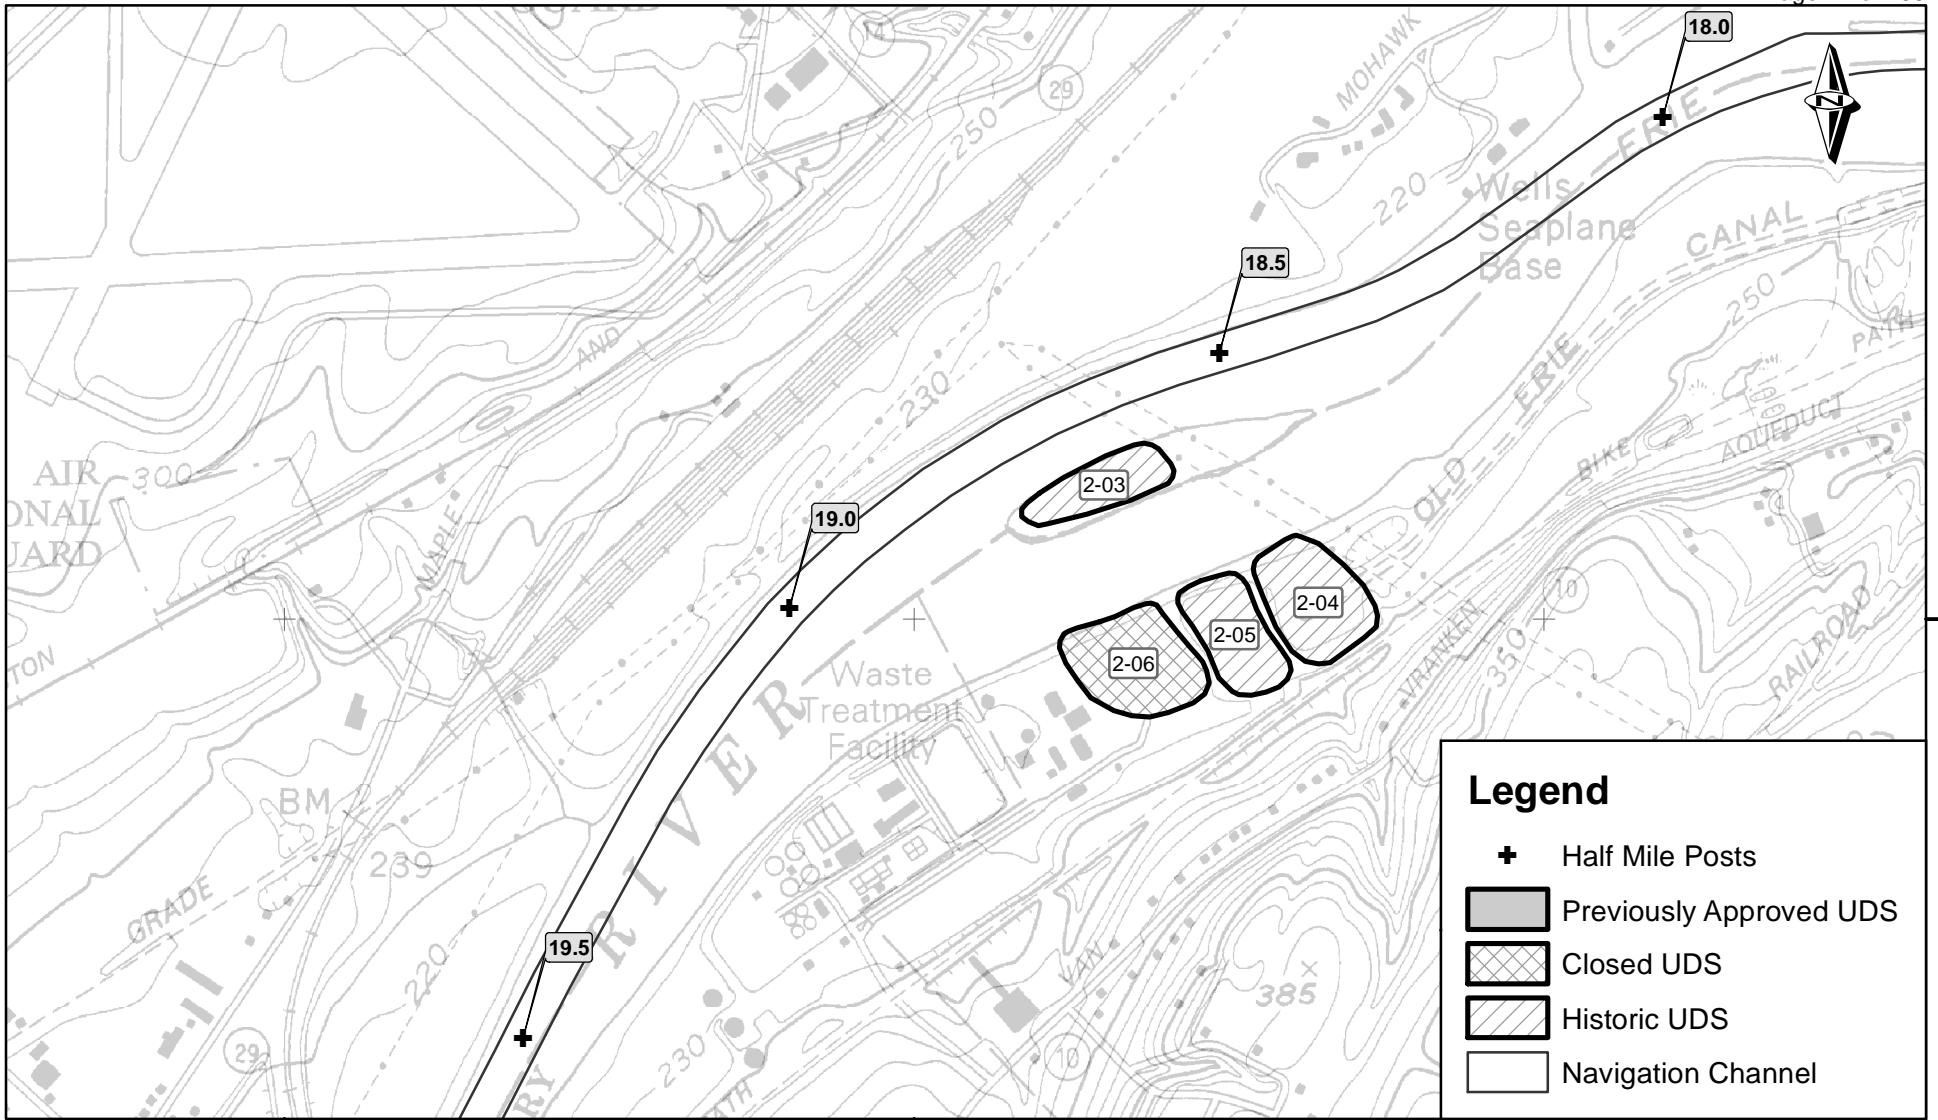 18.0
29
MOHAWK
250
ERIE
N
220
Wells
Seaplane
Base
CANAL
18.5
250
PATH
AND
230
ERIE
AQUEDUCT
BIKE
AIR
ONAL
UARD
300
2-03
OLD
MAPLE
19.0
10
2-04
2-05
2-06
VRANKEN
350
RAILROAD
TON
Waste
Treatment
Facility
RIVER
BM
239
GRADE
220
19.5
VAN
385
29
230
10
RY
ATH
Legend
Half Mile Posts
Previously Approved UDS
Closed UDS
Historic UDS
Navigation Channel